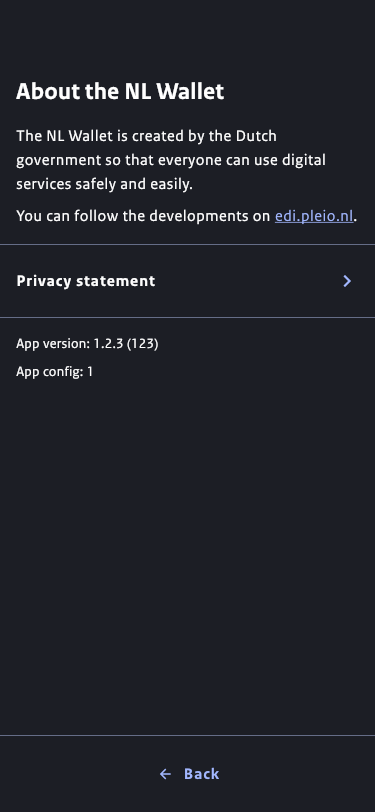 About the NL Wallet
The NL Wallet is created by the Dutch
government so that everyone can use digital
services safely and easily.
You can follow the developments on edi.pleio.nl.
Privacy statement
App version: 1.2.3 (123)
App config: 1
Back